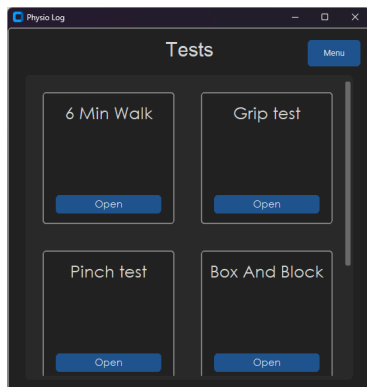 Physio Log
Tests
Menu
6 Min Walk
Grip test
Open
Open
Pinch test
Box And Block
Open
Open